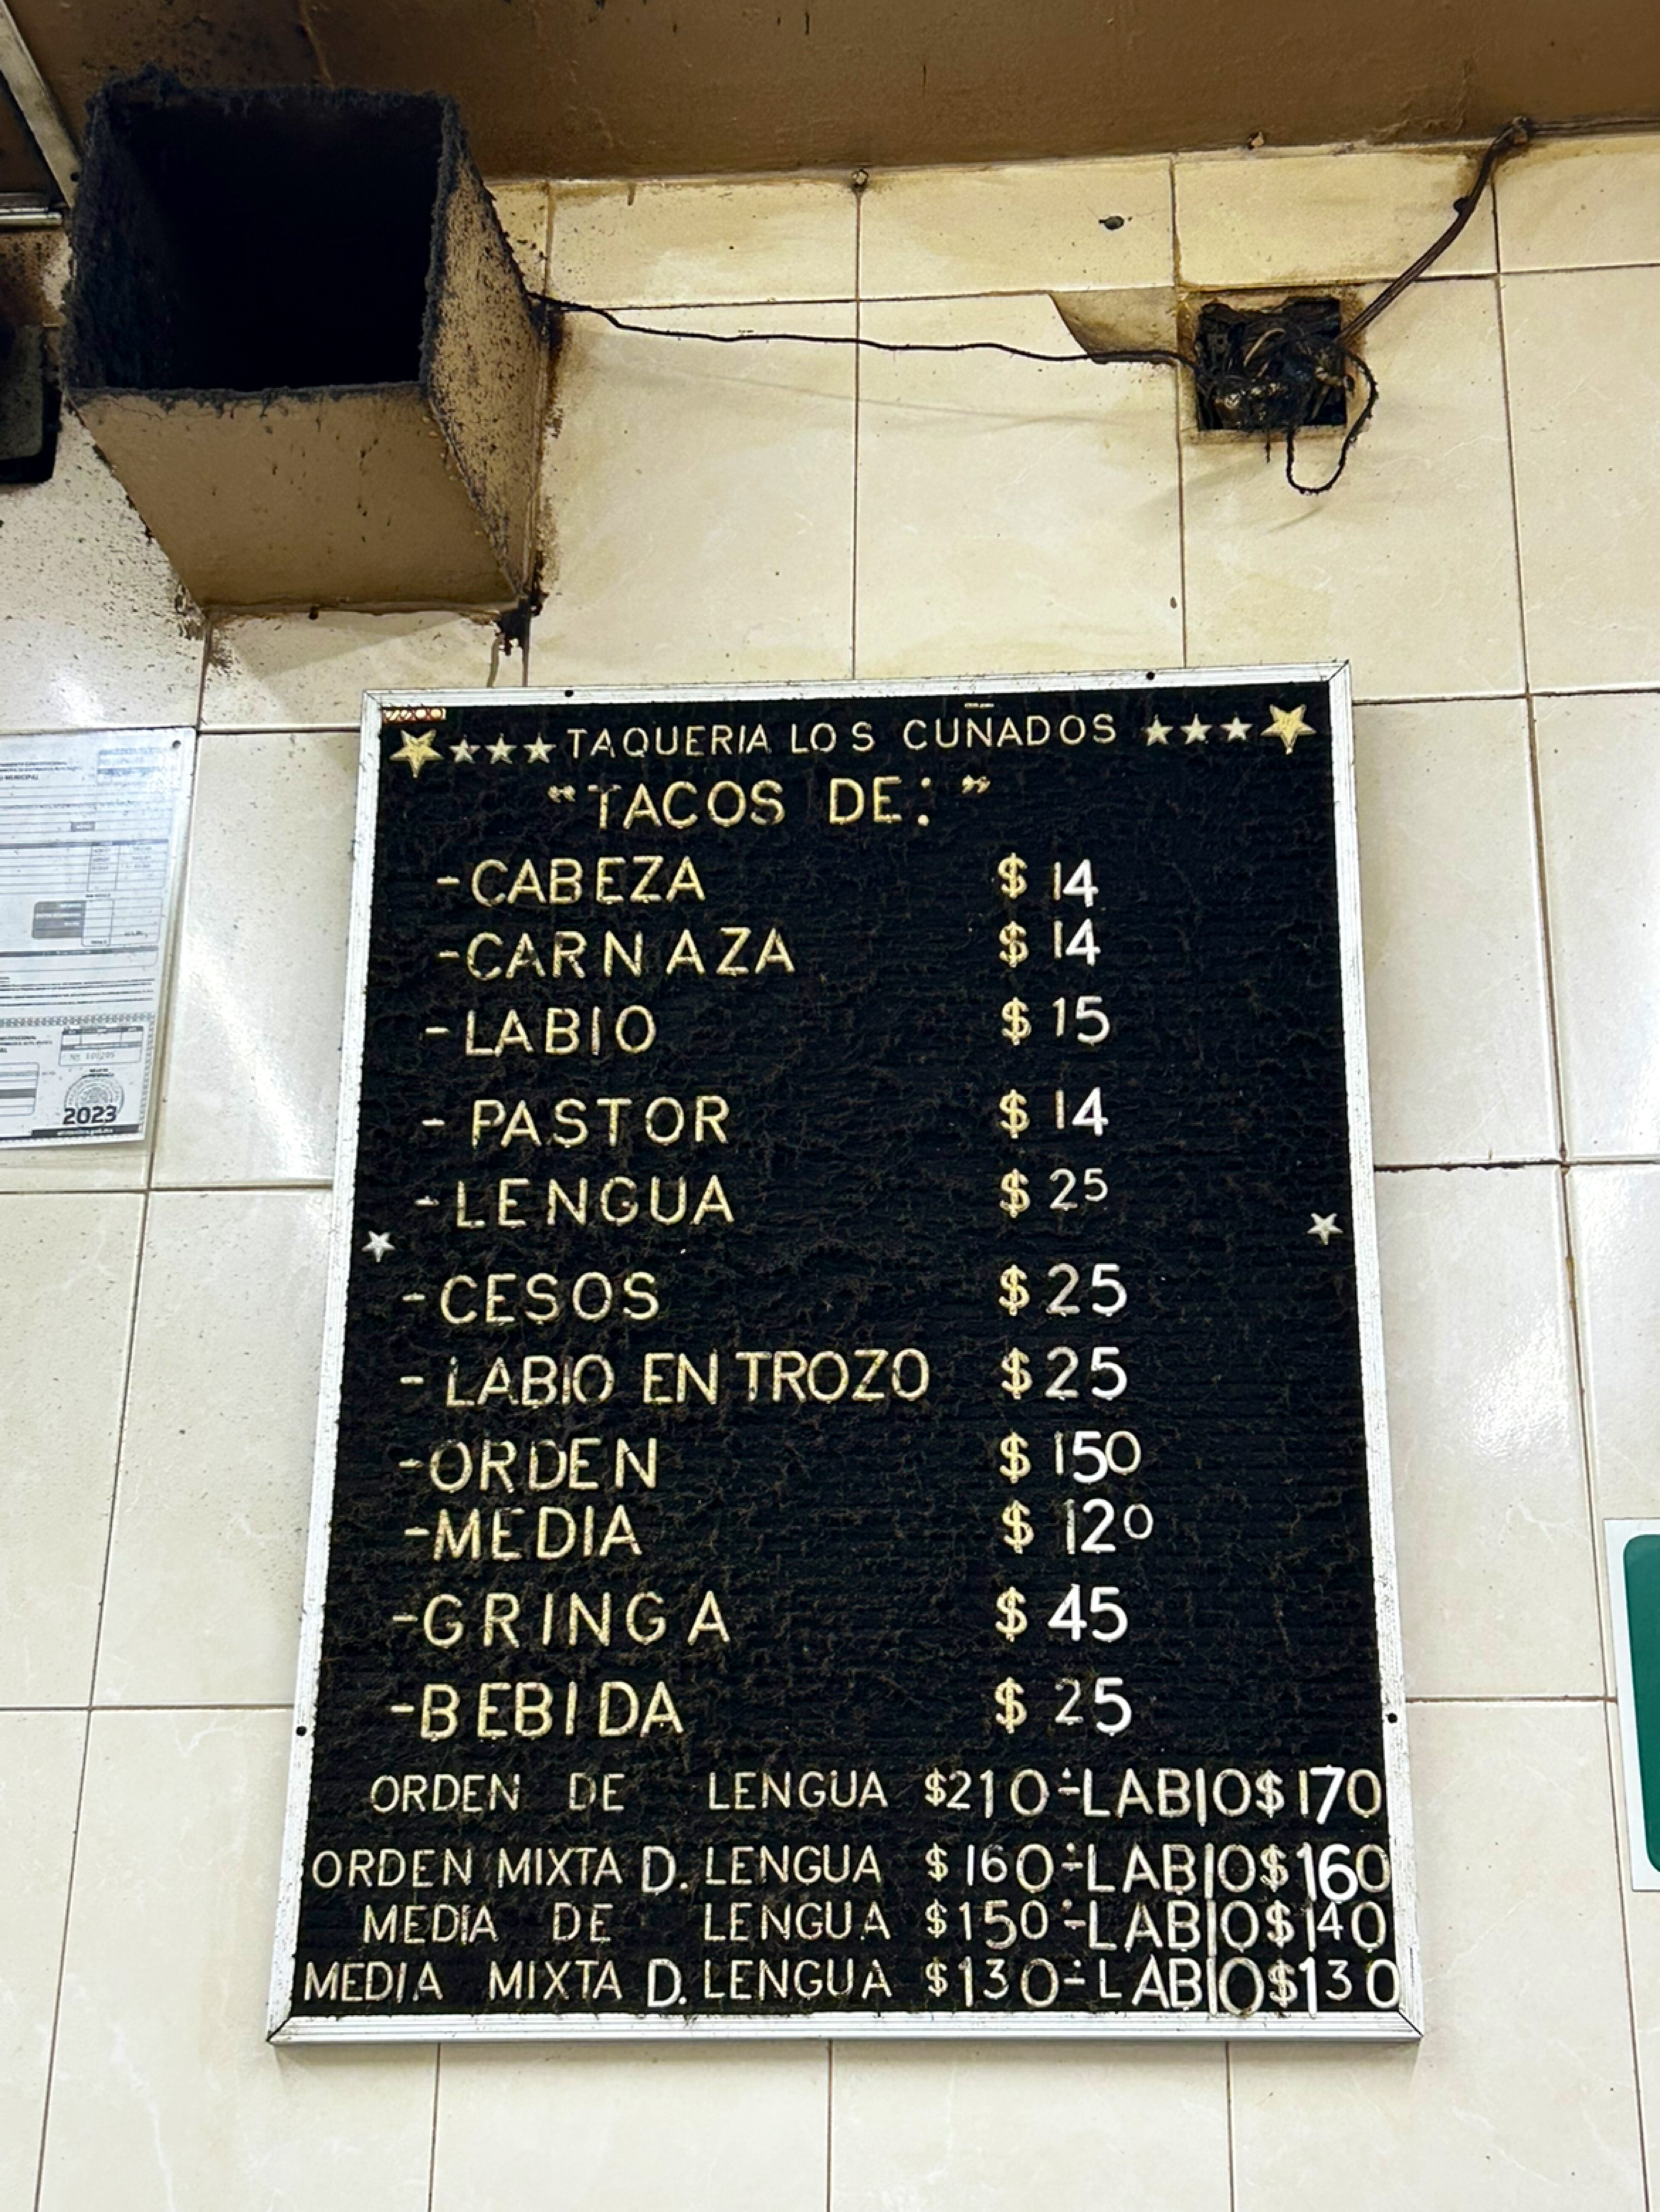 TAQUERIA LOS CUNADOS
"TACOS DE:"
-CABEZA $ 14
-CARNAZA $ 14
-LABIO $ 15
- PASTOR $ 14
-LENGUA $ 25
-CESOS $ 25
- LABIO EN TROZO $ 25
-ORDEN $ 150
-MEDIA $ 120
-GRINGA $ 45
-BEBIDA $ 25
ORDEN DE LENGUA $210-LABIO$170
ORDEN MIXTA D. LENGUA $160-LABIO$160
MEDIA DE LENGUA $150-LABIO$140
MEDIA MIXTA D. LENGUA $130-LABIO$130
2023